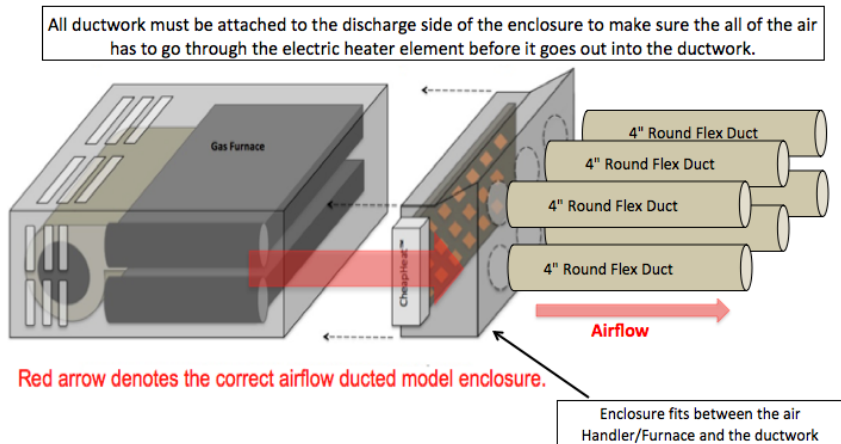 All ductwork must be attached to the discharge side of the enclosure to make sure the all of the air
has to go through the electric heater element before it goes out into the ductwork.
Gas Furnace
CheapHeat™
4" Round Flex Duct
4" Round Flex Duct
4" Round Flex Duct
4" Round Flex Duct
Airflow
Red arrow denotes the correct airflow ducted model enclosure.
Enclosure fits between the air
Handler/Furnace and the ductwork